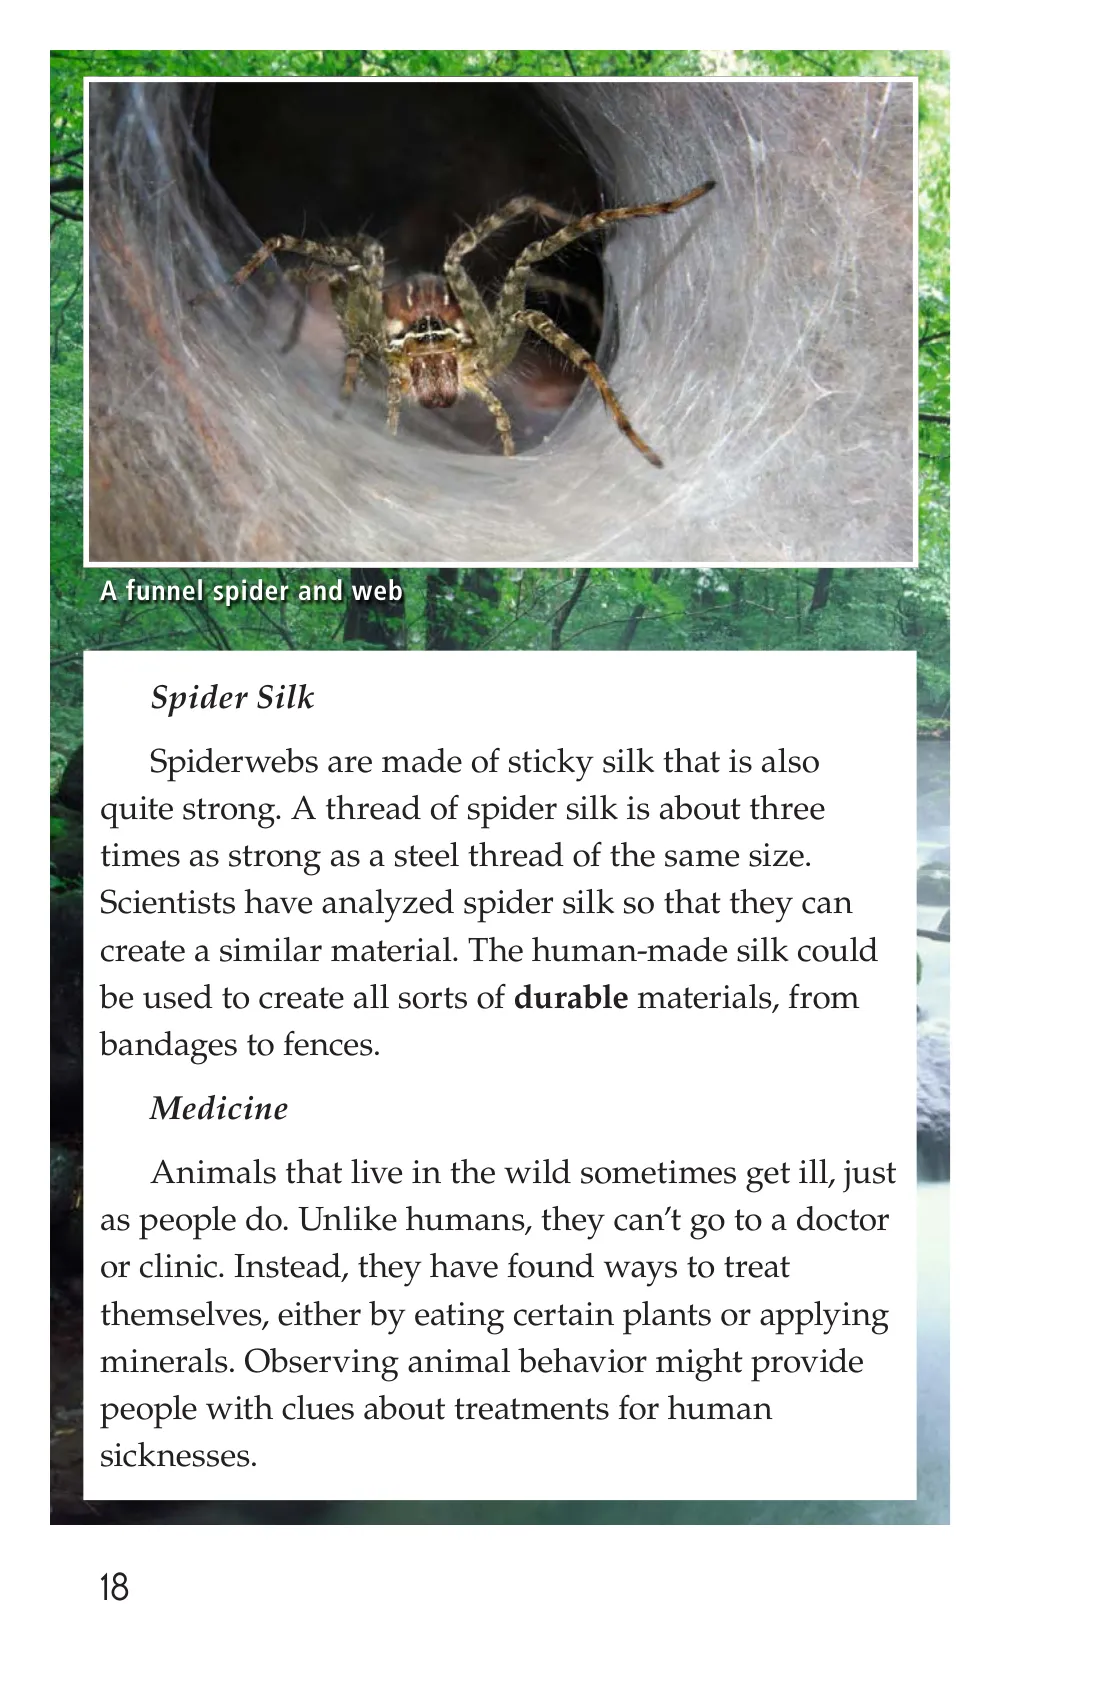 A funnel spider and web
Spider Silk
Spiderwebs are made of sticky silk that is also
quite strong. A thread of spider silk is about three
times as strong as a steel thread of the same size.
Scientists have analyzed spider silk so that they can
create a similar material. The human-made silk could
be used to create all sorts of durable materials, from
bandages to fences.
Medicine
Animals that live in the wild sometimes get ill, just
as people do. Unlike humans, they can’t go to a doctor
or clinic. Instead, they have found ways to treat
themselves, either by eating certain plants or applying
minerals. Observing animal behavior might provide
people with clues about treatments for human
sicknesses.
18